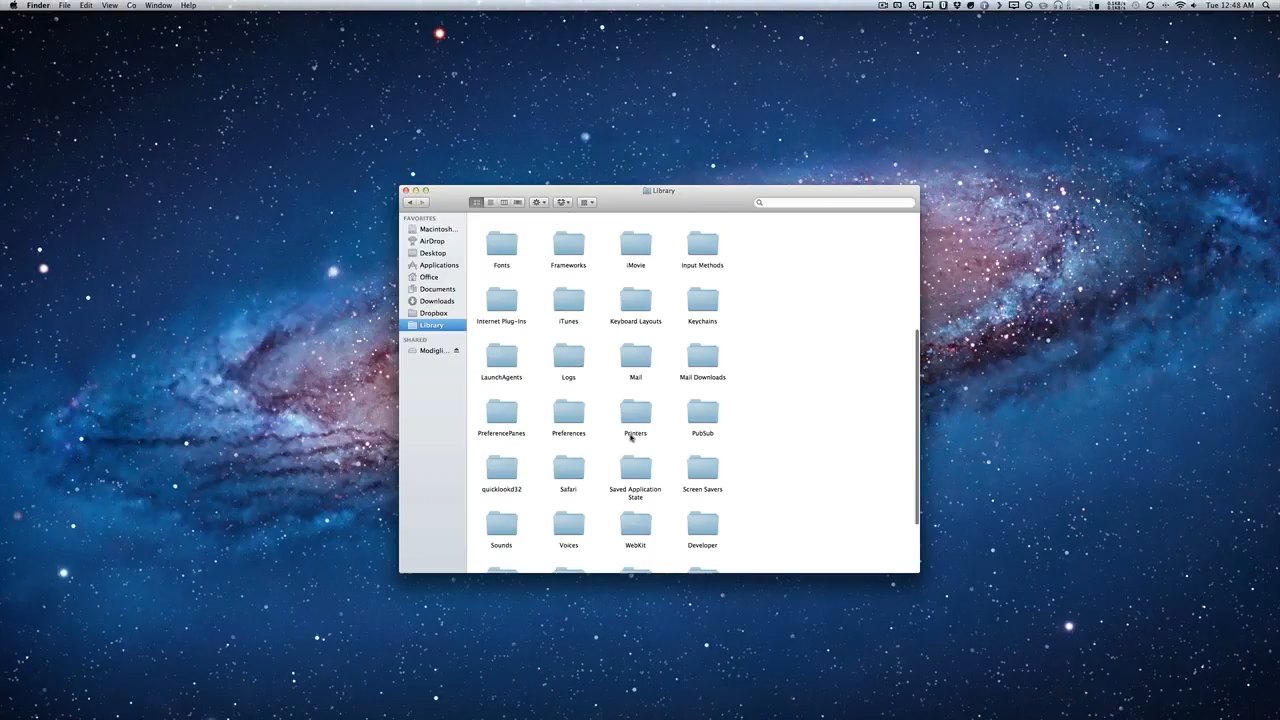 Finder File Edit View Co Window Help
Tue 12:48 AM
Library
FAVORITES
Macintosh...
AirDrop
Desktop
Applications
Office
Documents
Downloads
Dropbox
Library
SHARED
Modigli...
Fonts Frameworks iMovie Input Methods
Internet Plug-Ins iTunes Keyboard Layouts Keychains
LaunchAgents Logs Mail Mail Downloads
PreferencePanes Preferences Printers PubSub
quicklookd32 Safari Saved Application State Screen Savers
Sounds Voices WebKit Developer